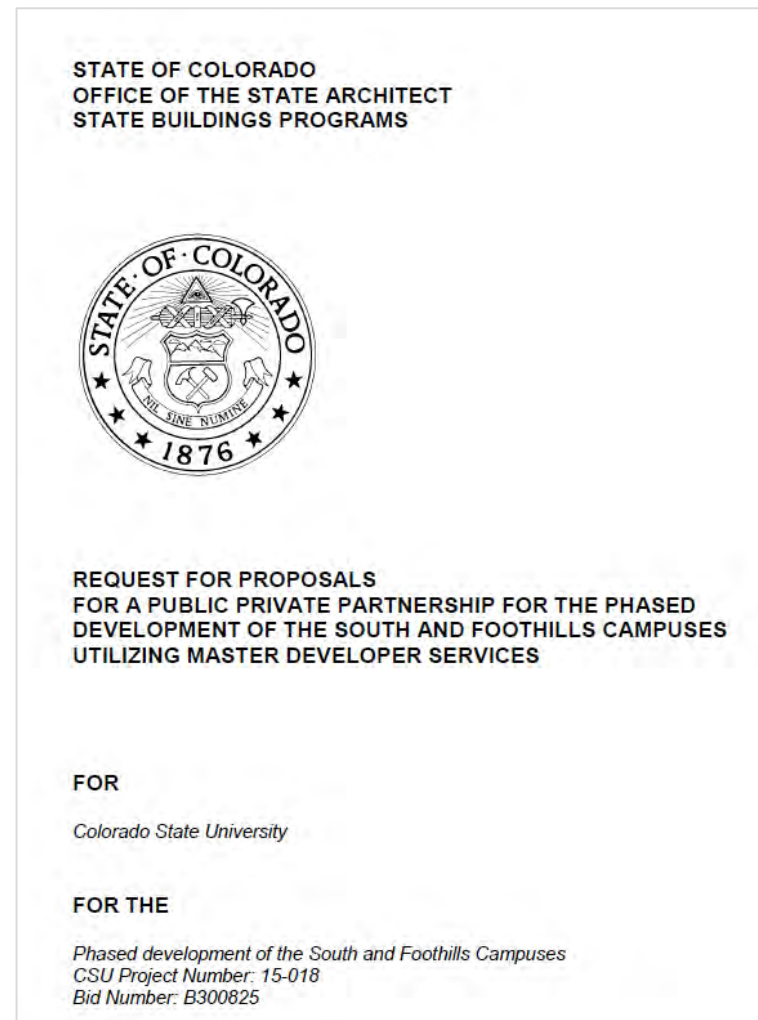 STATE OF COLORADO
OFFICE OF THE STATE ARCHITECT
STATE BUILDINGS PROGRAMS
STATE·OF·COLORADO
NIL SINE NUMINE
1876
REQUEST FOR PROPOSALS
FOR A PUBLIC PRIVATE PARTNERSHIP FOR THE PHASED
DEVELOPMENT OF THE SOUTH AND FOOTHILLS CAMPUSES
UTILIZING MASTER DEVELOPER SERVICES
FOR
Colorado State University
FOR THE
Phased development of the South and Foothills Campuses
CSU Project Number: 15-018
Bid Number: B300825